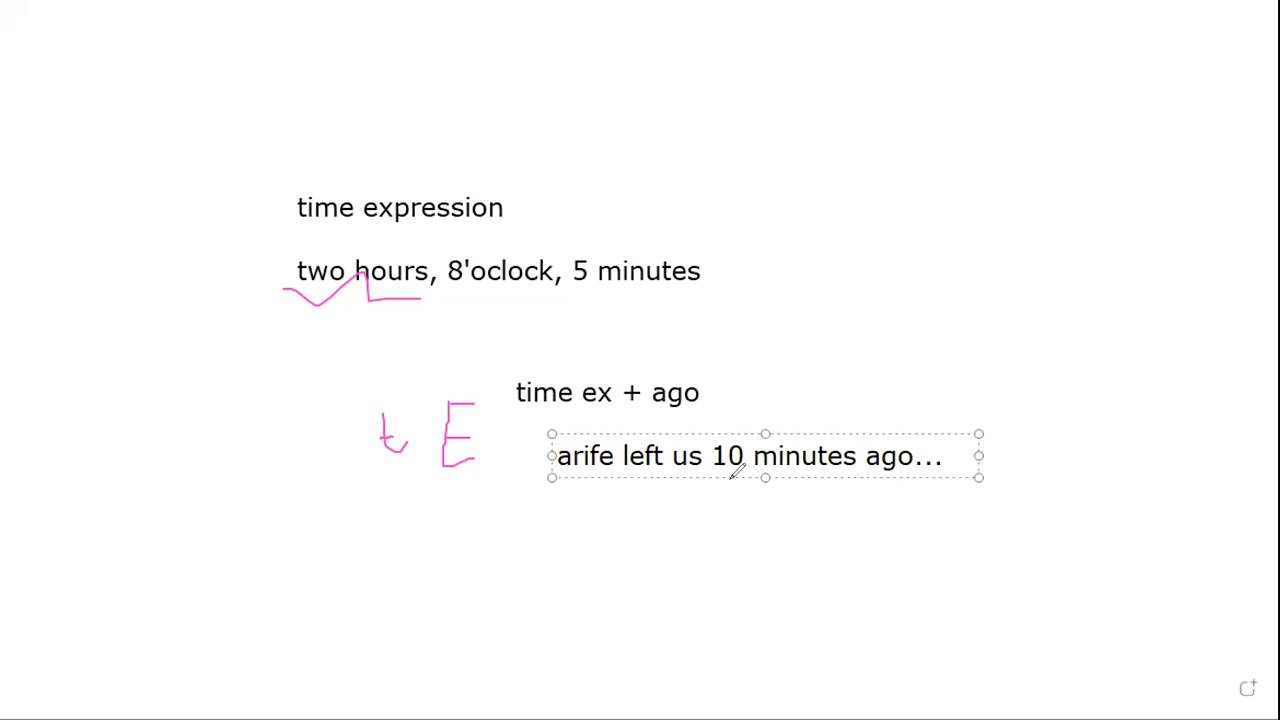 time expression
two hours, 8'oclock, 5 minutes
time ex + ago
t E
arife left us 10 minutes ago...